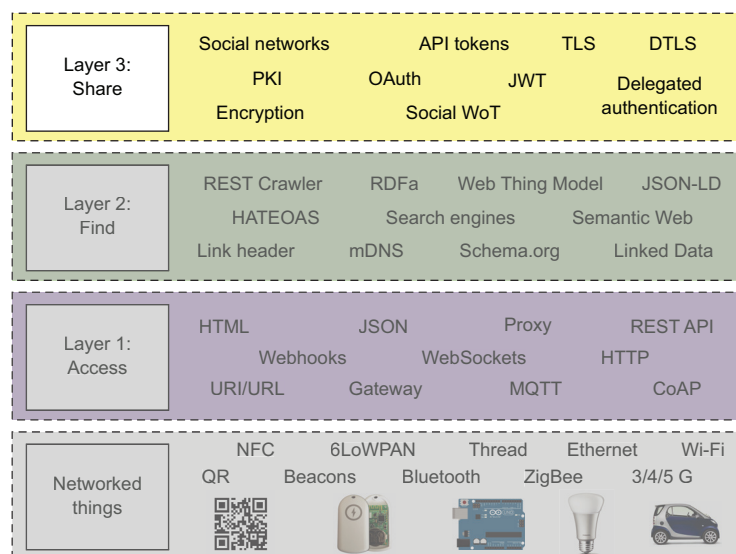 Layer 3:
Share
Social networks API tokens TLS DTLS
PKI OAuth JWT Delegated
authentication
Encryption Social WoT
Layer 2:
Find
REST Crawler RDFa Web Thing Model JSON-LD
HATEOAS Search engines Semantic Web
Link header mDNS Schema.org Linked Data
Layer 1:
Access
HTML JSON Proxy REST API
Webhooks WebSockets HTTP
URI/URL Gateway MQTT CoAP
Networked
things
NFC 6LoWPAN Thread Ethernet Wi-Fi
QR Beacons Bluetooth ZigBee 3/4/5 G